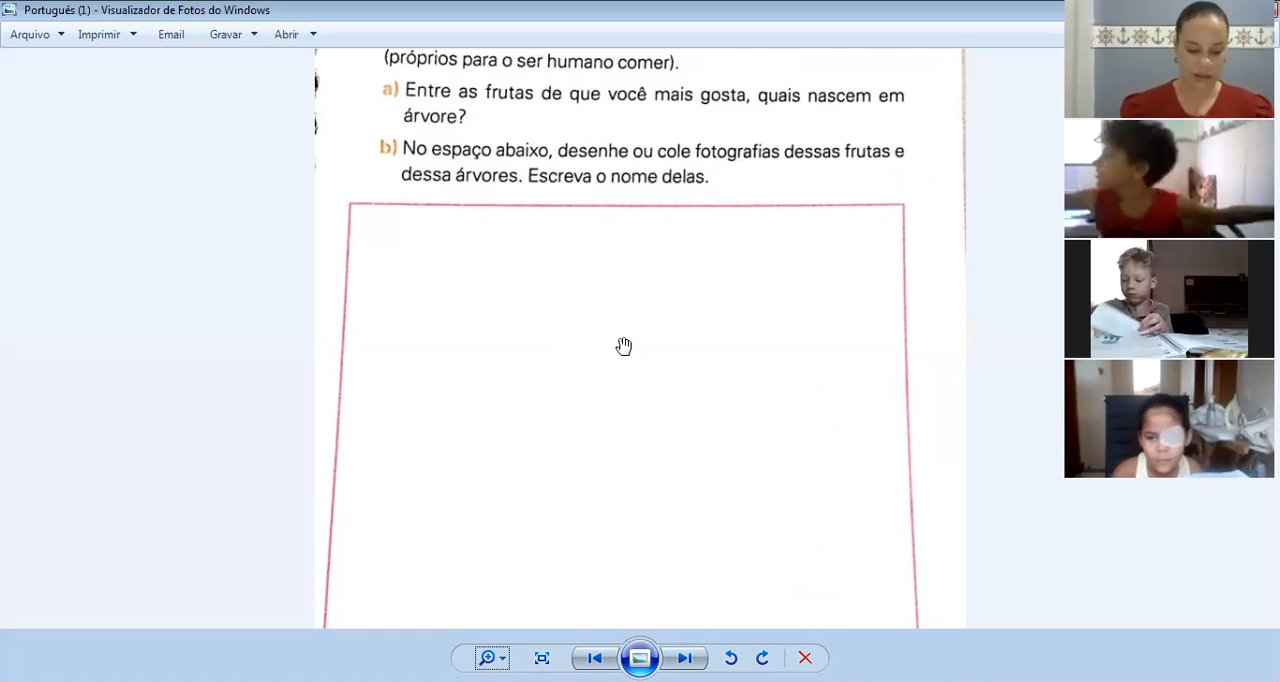 Português (1) - Visualizador de Fotos do Windows
Arquivo Imprimir Email Gravar Abrir
(próprios para o ser humano comer).
a) Entre as frutas de que você mais gosta, quais nascem em
árvore?
b) No espaço abaixo, desenhe ou cole fotografias dessas frutas e
dessa árvores. Escreva o nome delas.